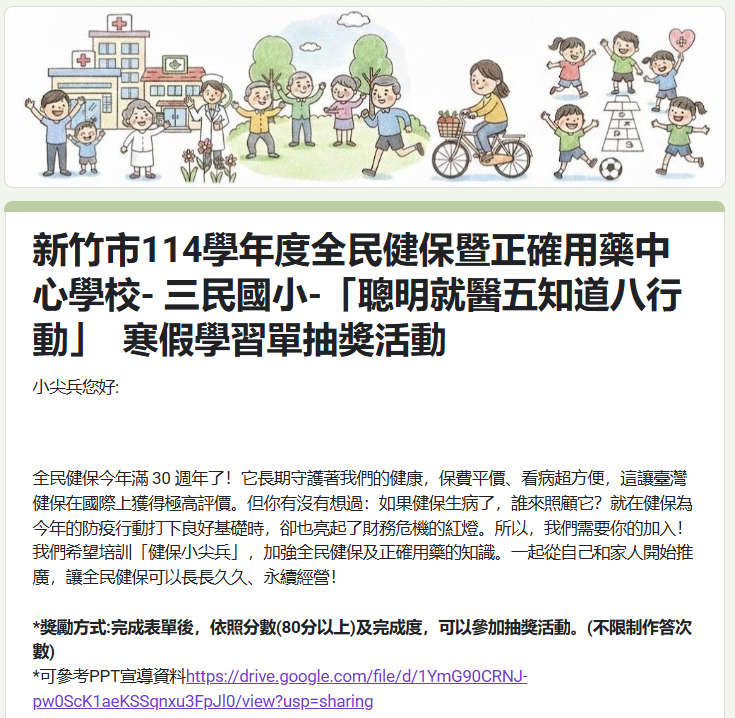 新竹市114學年度全民健保暨正確用藥中
心學校- 三民國小-「聰明就醫五知道八行
動」 寒假學習單抽獎活動
小尖兵您好:
全民健保今年滿 30 週年了！它長期守護著我們的健康，保費平價、看病超方便，這讓臺灣
健保在國際上獲得極高評價。但你有沒有想過：如果健保生病了，誰來照顧它？就在健保為
今年的防疫行動打下良好基礎時，卻也亮起了財務危機的紅燈。所以，我們需要你的加入！
我們希望培訓「健保小尖兵」，加強全民健保及正確用藥的知識。一起從自己和家人開始推
廣，讓全民健保可以長長久久、永續經營！
*獎勵方式:完成表單後，依照分數(80分以上)及完成度，可以參加抽獎活動。(不限制作答次
數)
*可參考PPT宣導資料https://drive.google.com/file/d/1YmG90CRNJ-
pw0ScK1aeKSSqnxu3FpJl0/view?usp=sharing